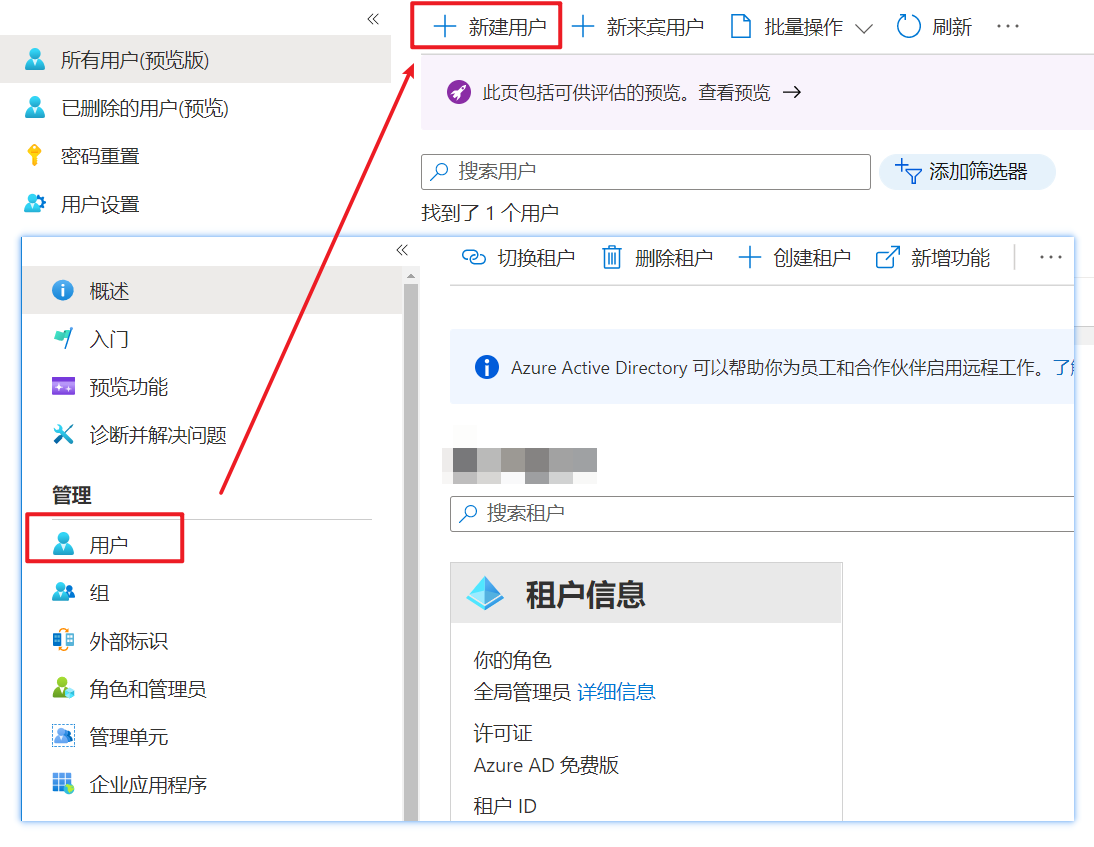 新建用户 新来宾用户 批量操作 刷新
所有用户(预览版)
已删除的用户(预览)
密码重置
用户设置
此页包括可供评估的预览。查看预览 →
搜索用户 添加筛选器
找到了 1 个用户
切换租户 删除租户 创建租户 新增功能
概述
入门
预览功能
诊断并解决问题
管理
用户
组
外部标识
角色和管理员
管理单元
企业应用程序
Azure Active Directory 可以帮助你为员工和合作伙伴启用远程工作。了
搜索租户
租户信息
你的角色
全局管理员 详细信息
许可证
Azure AD 免费版
租户 ID